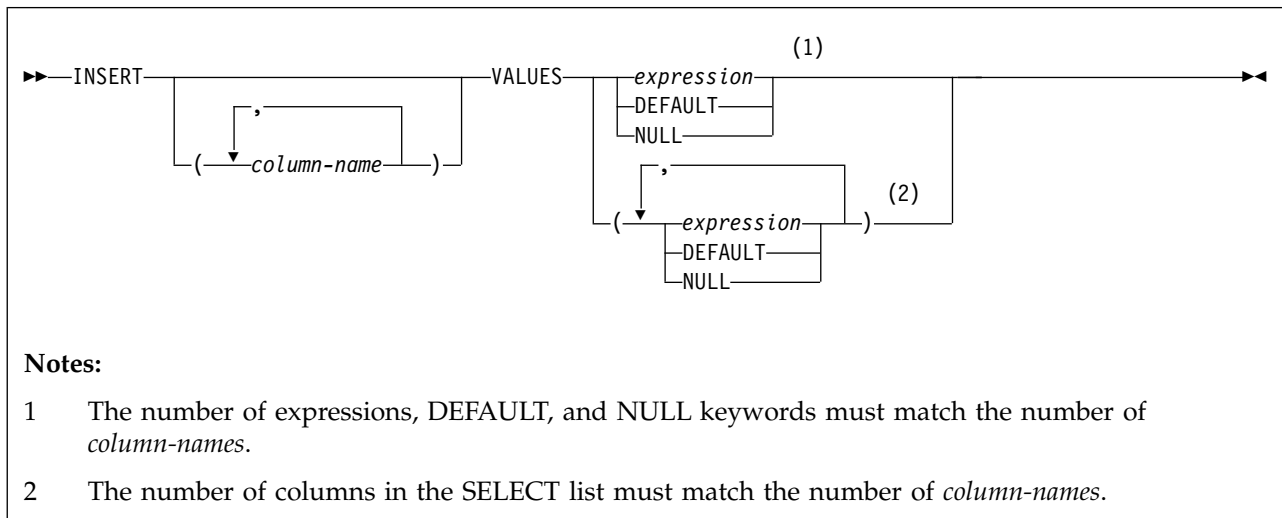 (1)
INSERT VALUES expression
, DEFAULT
NULL
( column-name )
,
(2)
( expression )
DEFAULT
NULL
Notes:
1 The number of expressions, DEFAULT, and NULL keywords must match the number of
column-names.
2 The number of columns in the SELECT list must match the number of column-names.